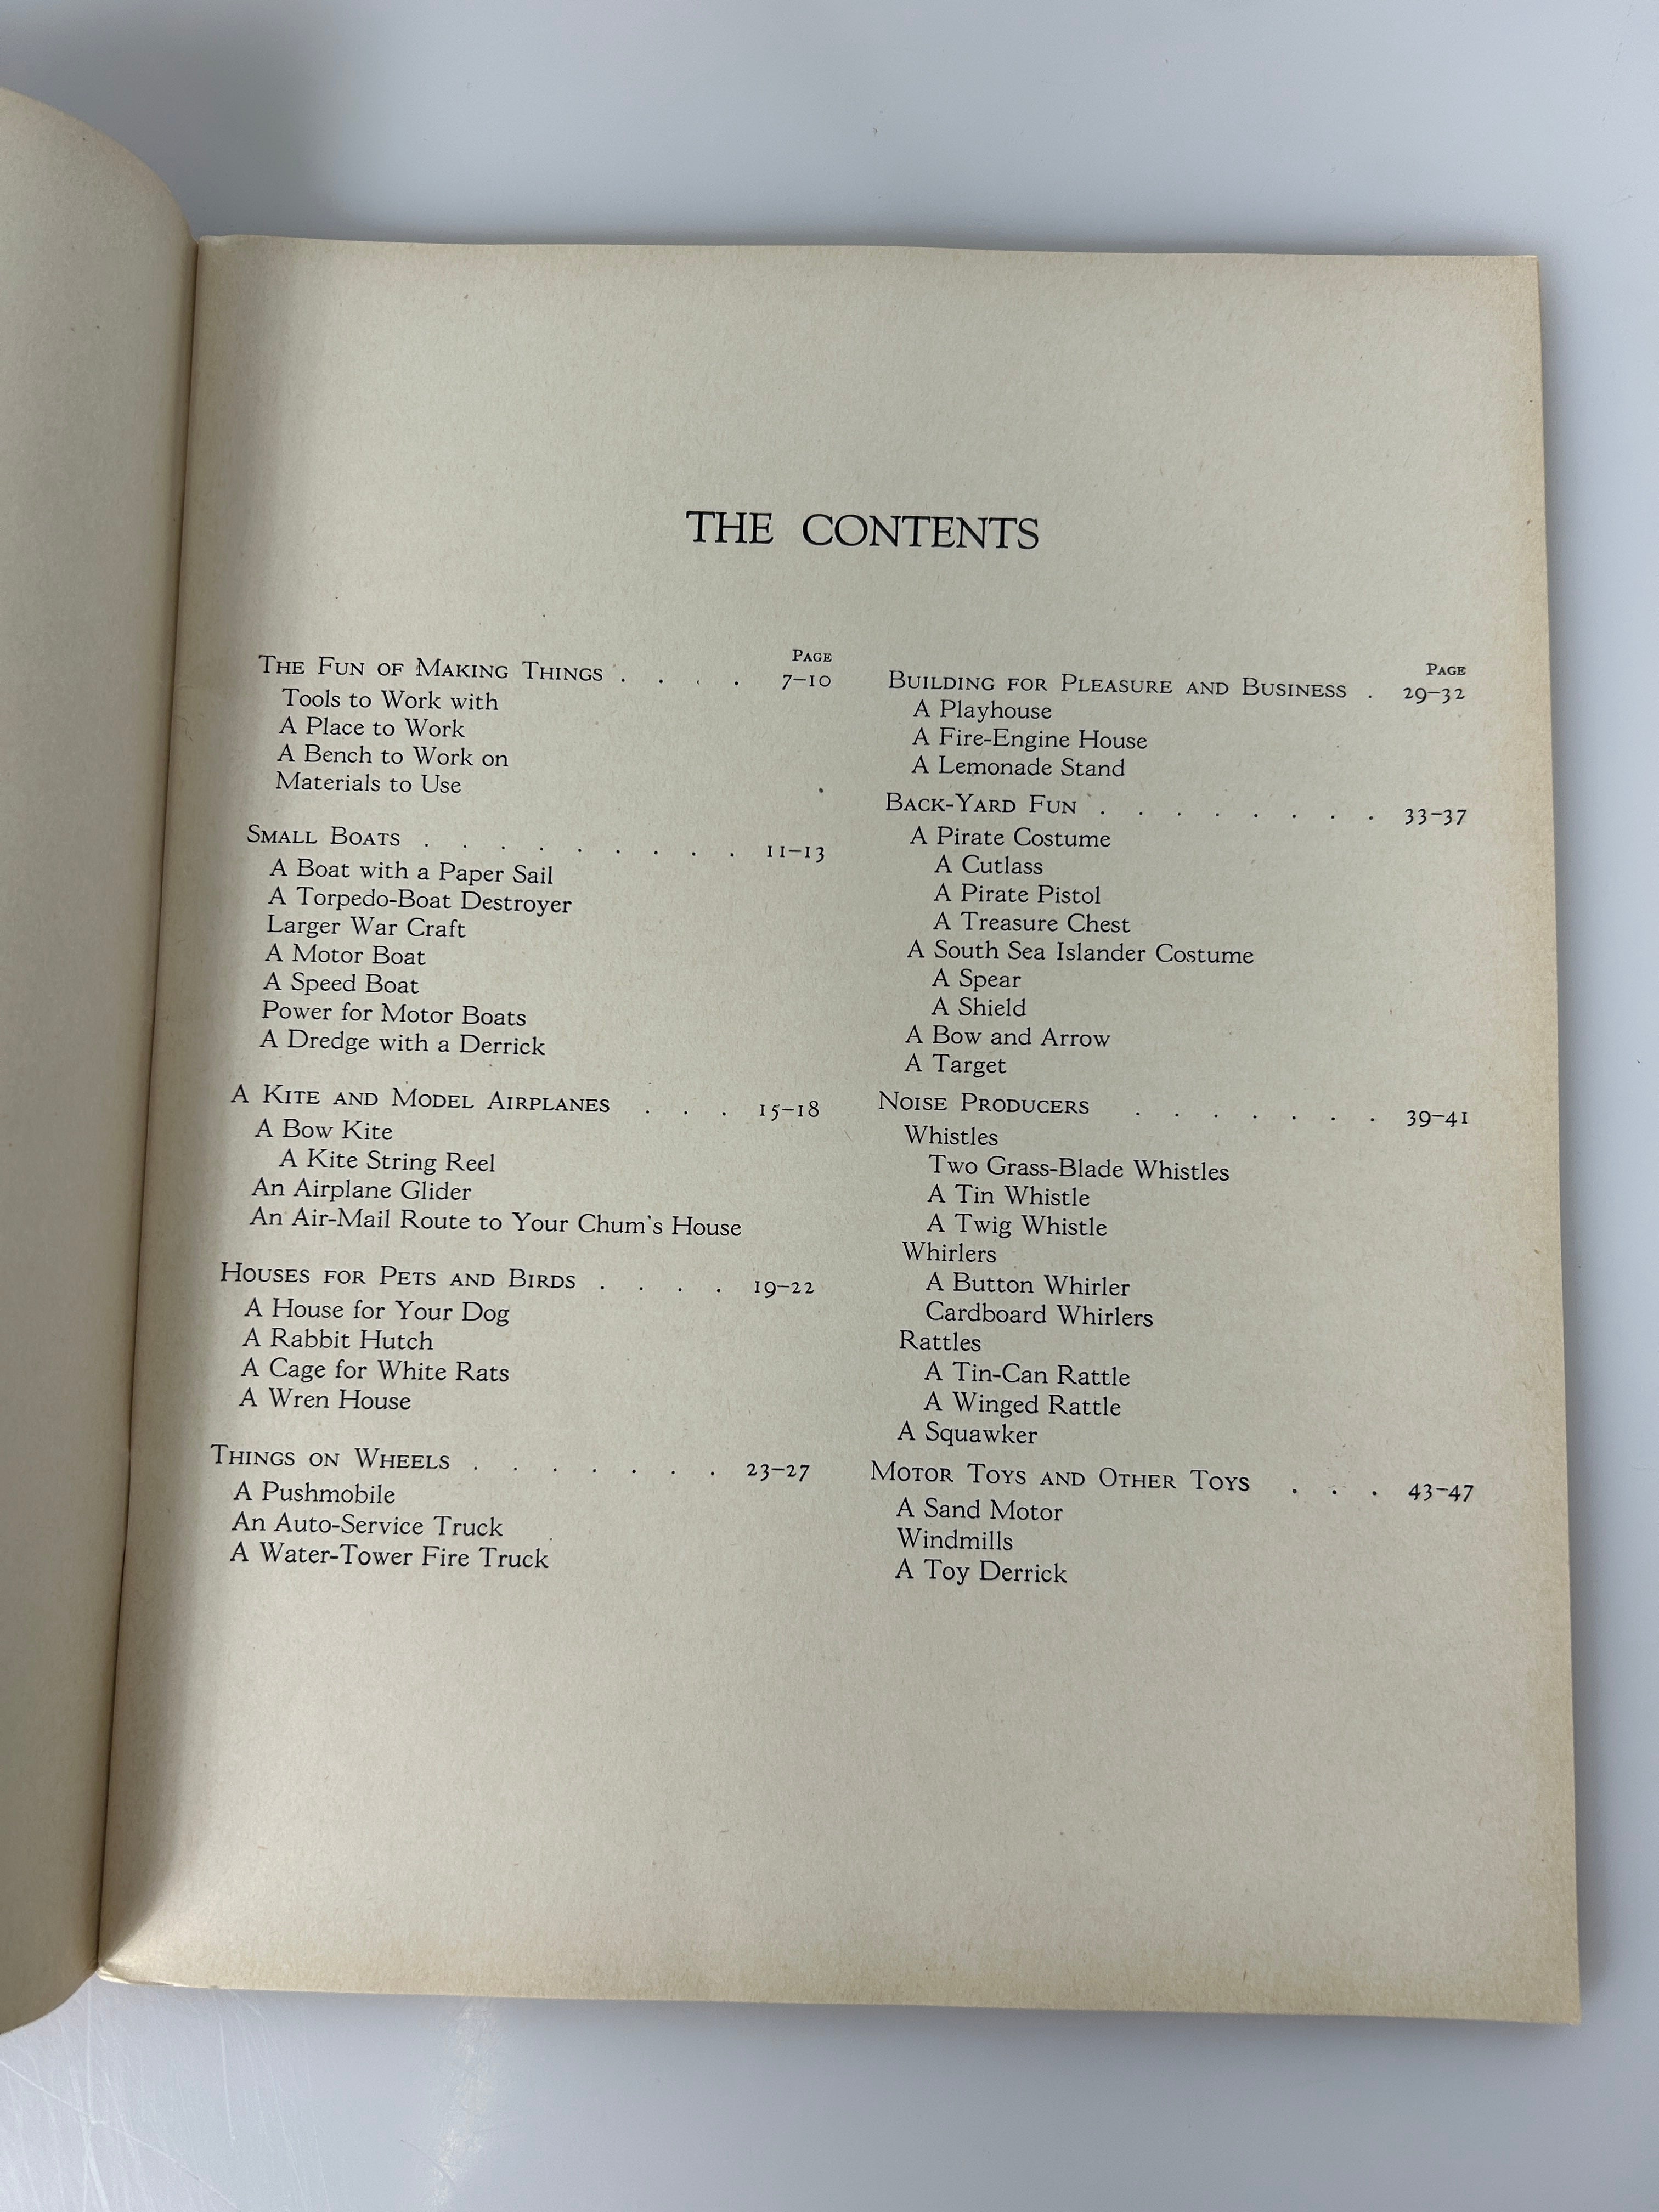 THE CONTENTS
PAGE
THE FUN OF MAKING THINGS . . . . 7–10
Tools to Work with
A Place to Work
A Bench to Work on
Materials to Use
SMALL BOATS . . . . . . . . . 11–13
A Boat with a Paper Sail
A Torpedo-Boat Destroyer
Larger War Craft
A Motor Boat
A Speed Boat
Power for Motor Boats
A Dredge with a Derrick
A KITE AND MODEL AIRPLANES . . . 15–18
A Bow Kite
A Kite String Reel
An Airplane Glider
An Air-Mail Route to Your Chum's House
HOUSES FOR PETS AND BIRDS . . . . 19–22
A House for Your Dog
A Rabbit Hutch
A Cage for White Rats
A Wren House
THINGS ON WHEELS . . . . . . . 23–27
A Pushmobile
An Auto-Service Truck
A Water-Tower Fire Truck
PAGE
BUILDING FOR PLEASURE AND BUSINESS . 29–32
A Playhouse
A Fire-Engine House
A Lemonade Stand
BACK-YARD FUN . . . . . . . . 33–37
A Pirate Costume
A Cutlass
A Pirate Pistol
A Treasure Chest
A South Sea Islander Costume
A Spear
A Shield
A Bow and Arrow
A Target
NOISE PRODUCERS . . . . . . . 39–41
Whistles
Two Grass-Blade Whistles
A Tin Whistle
A Twig Whistle
Whirlers
A Button Whirler
Cardboard Whirlers
Rattles
A Tin-Can Rattle
A Winged Rattle
A Squawker
MOTOR TOYS AND OTHER TOYS . . . 43–47
A Sand Motor
Windmills
A Toy Derrick